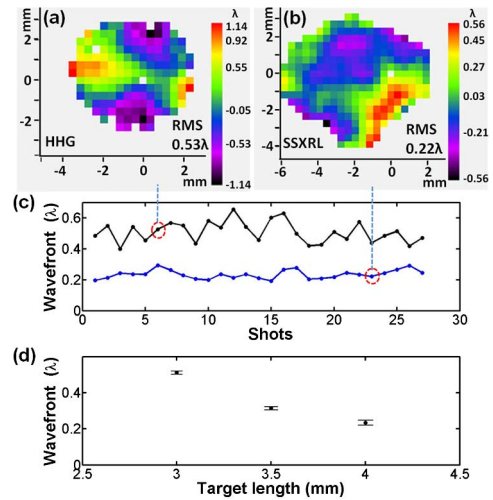 (a)
mm
2
0
-2
HHG
RMS
0.53λ
-4 -2 0 2
mm
λ
1.14
0.92
0.55
-0.05
-0.53
-1.14
(b)
mm
2
0
-2
-4
SSXRL
RMS
0.22λ
-6 -4 -2 0 2
mm
λ
0.56
0.45
0.21
-0.05
-0.21
-0.56
(c)
Wavefront (λ)
0.6
0.4
0.2
0
0 5 10 15 20 25 30
Shots
(d)
Wavefront (λ)
0.4
0.2
0
2.5 3 3.5 4 4.5
Target length (mm)